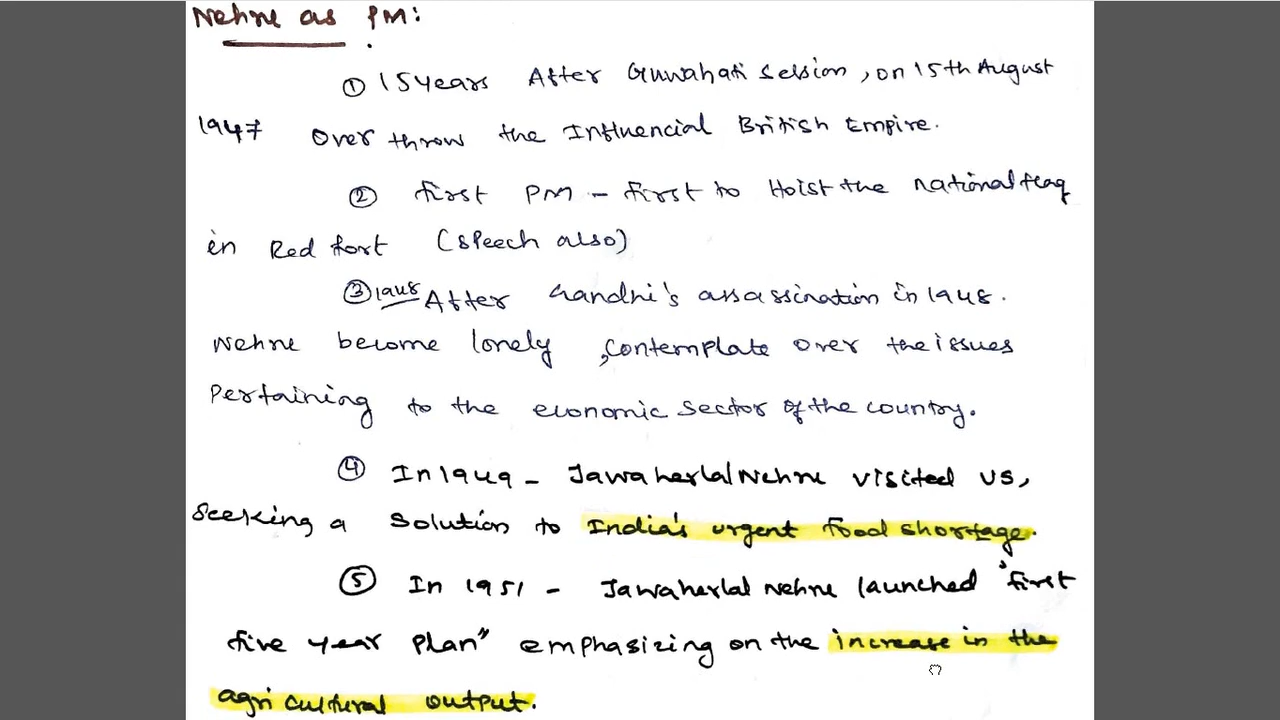 Nehru as PM:
① 15 years After Guwahati session, on 15th August
1947 Over throw the Influencial British Empire.
② first PM - first to Hoist the national flag
in Red fort (speech also)
③ 1948 After Gandhi's assassination in 1948.
Nehru become lonely, contemplate over the issues
Pertaining to the economic sector of the country.
④ In 1949 - Jawaherlal Nehru visited US,
Seeking a solution to India's urgent food shortage.
⑤ In 1951 - Jawaherlal Nehru launched "first
five year plan" emphasizing on the increase in the
agricultural output.